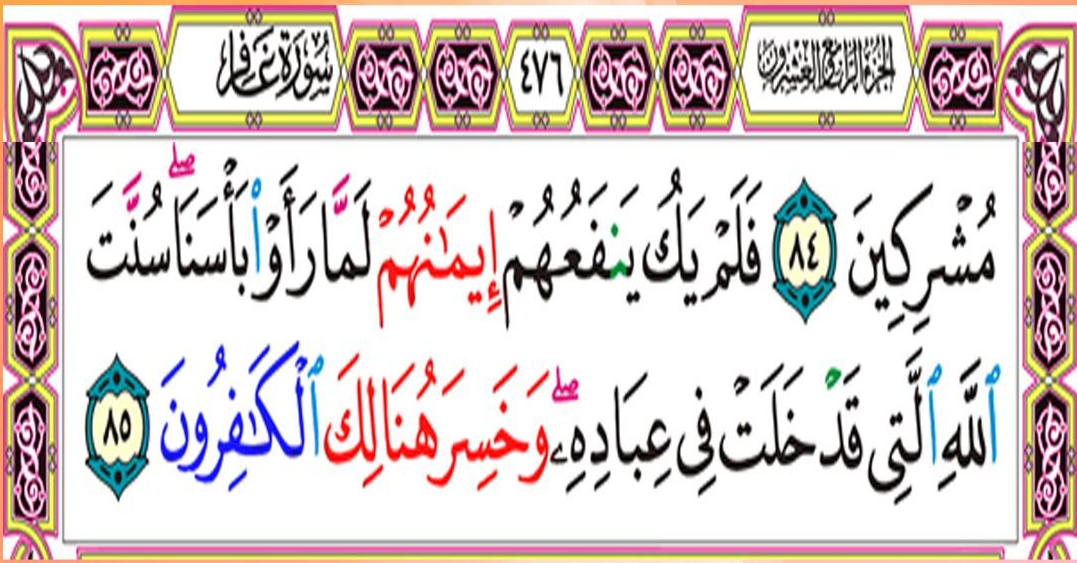 الجزء الرابع والعشرون ٤٧٦ سورة غافر
مُشْرِكِينَ ٨٤ فَلَمْ يَكُ يَنفَعُهُمْ إِيمَٰنُهُمْ لَمَّا رَأَوْا۟ بَأْسَنَا ۖ سُنَّتَ
ٱللَّهِ ٱلَّتِى قَدْ خَلَتْ فِى عِبَادِهِۦ ۖ وَخَسِرَ هُنَالِكَ ٱلْكَٰفِرُونَ ٨٥